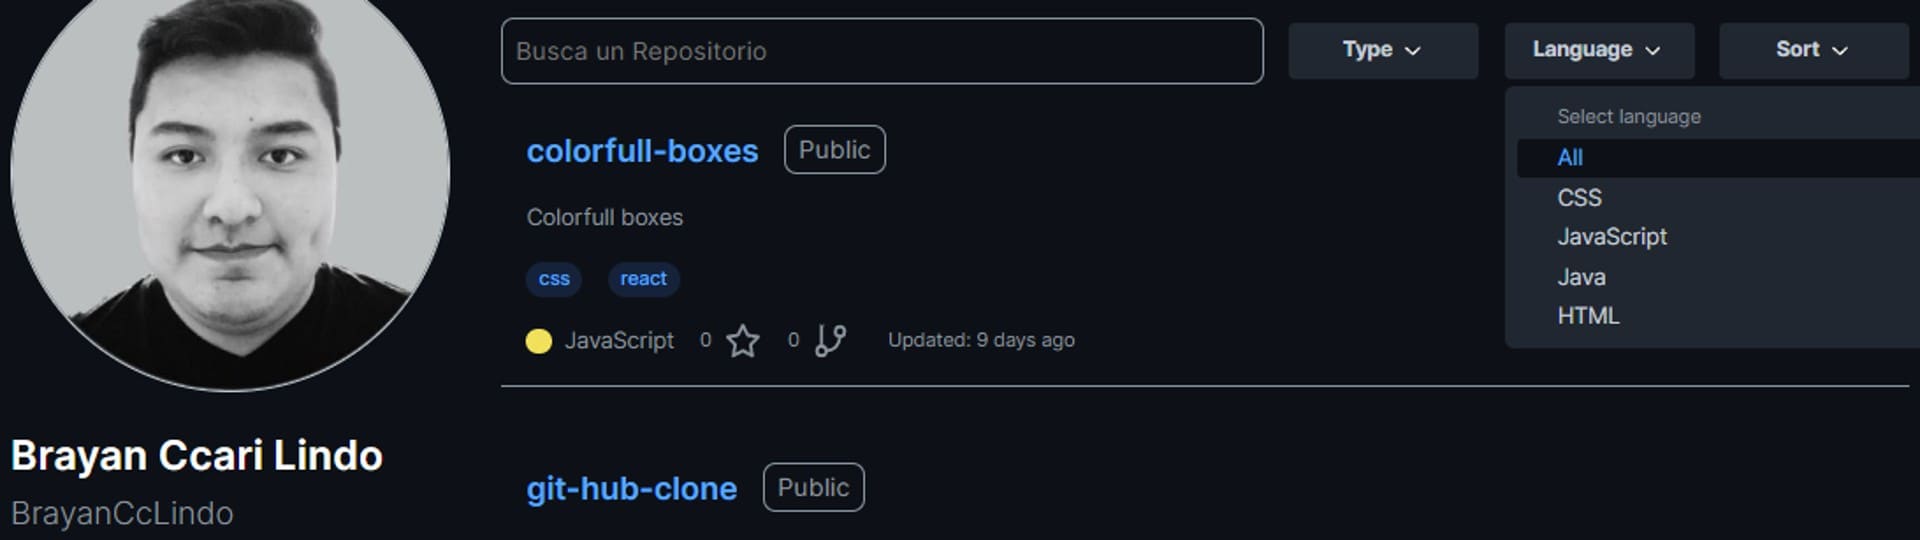 Busca un Repositorio
Type
Language
Sort
Select language
All
CSS
JavaScript
Java
HTML
colorfull-boxes Public
Colorfull boxes
css react
JavaScript 0 0 Updated: 9 days ago
Brayan Ccari Lindo
BrayanCcLindo
git-hub-clone Public